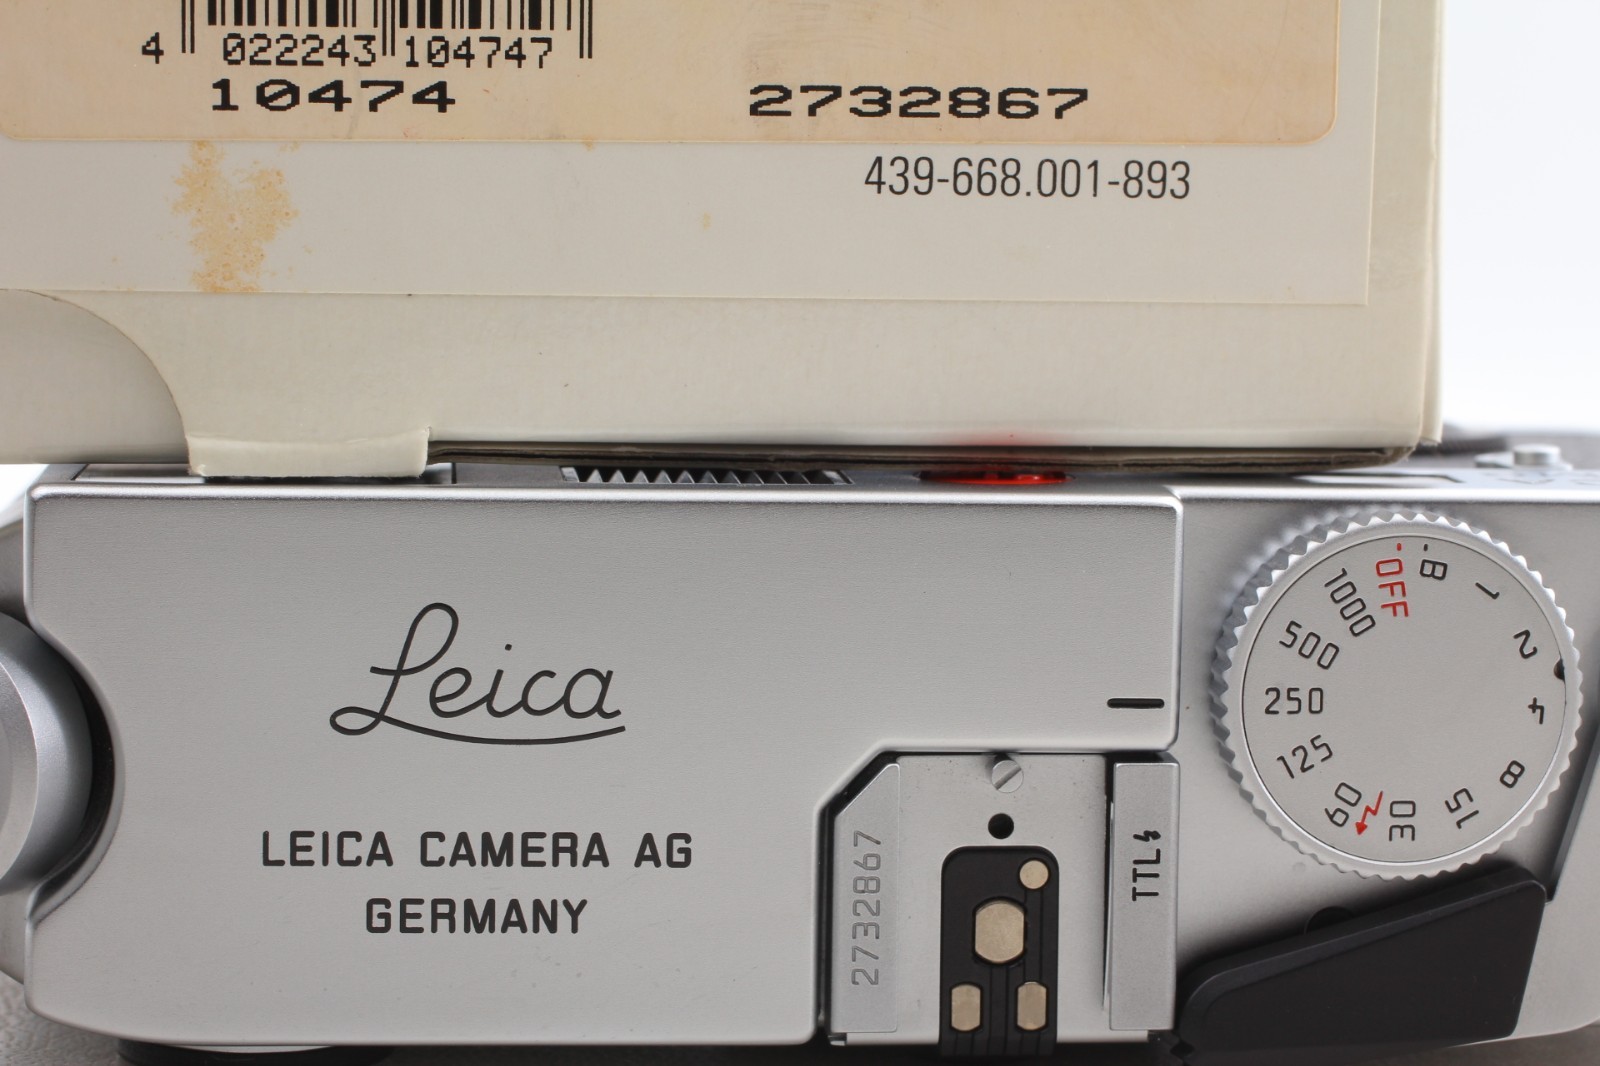 4 022243 104747
10474 2732867
439-668.001-893
Leica
LEICA CAMERA AG
GERMANY
2732867
TTL
OFF
B
1
2
4
8
15
30
60
125
250
500
1000